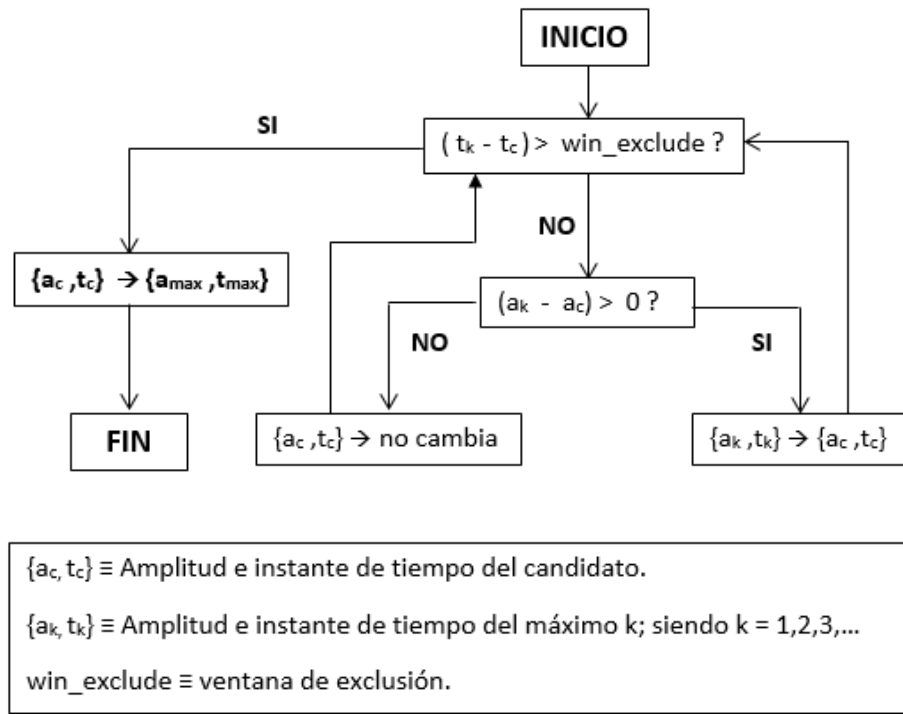 INICIO
SI
( tₖ - t꜀ ) > win_exclude ?
NO
{a꜀ ,t꜀} → {aₘₐₓ ,tₘₐₓ}
(aₖ - a꜀) > 0 ?
NO
SI
FIN
{a꜀ ,t꜀} → no cambia
{aₖ ,tₖ} → {a꜀ ,t꜀}
{a꜀, t꜀} ≡ Amplitud e instante de tiempo del candidato.
{aₖ, tₖ} ≡ Amplitud e instante de tiempo del máximo k; siendo k = 1,2,3,...
win_exclude ≡ ventana de exclusión.